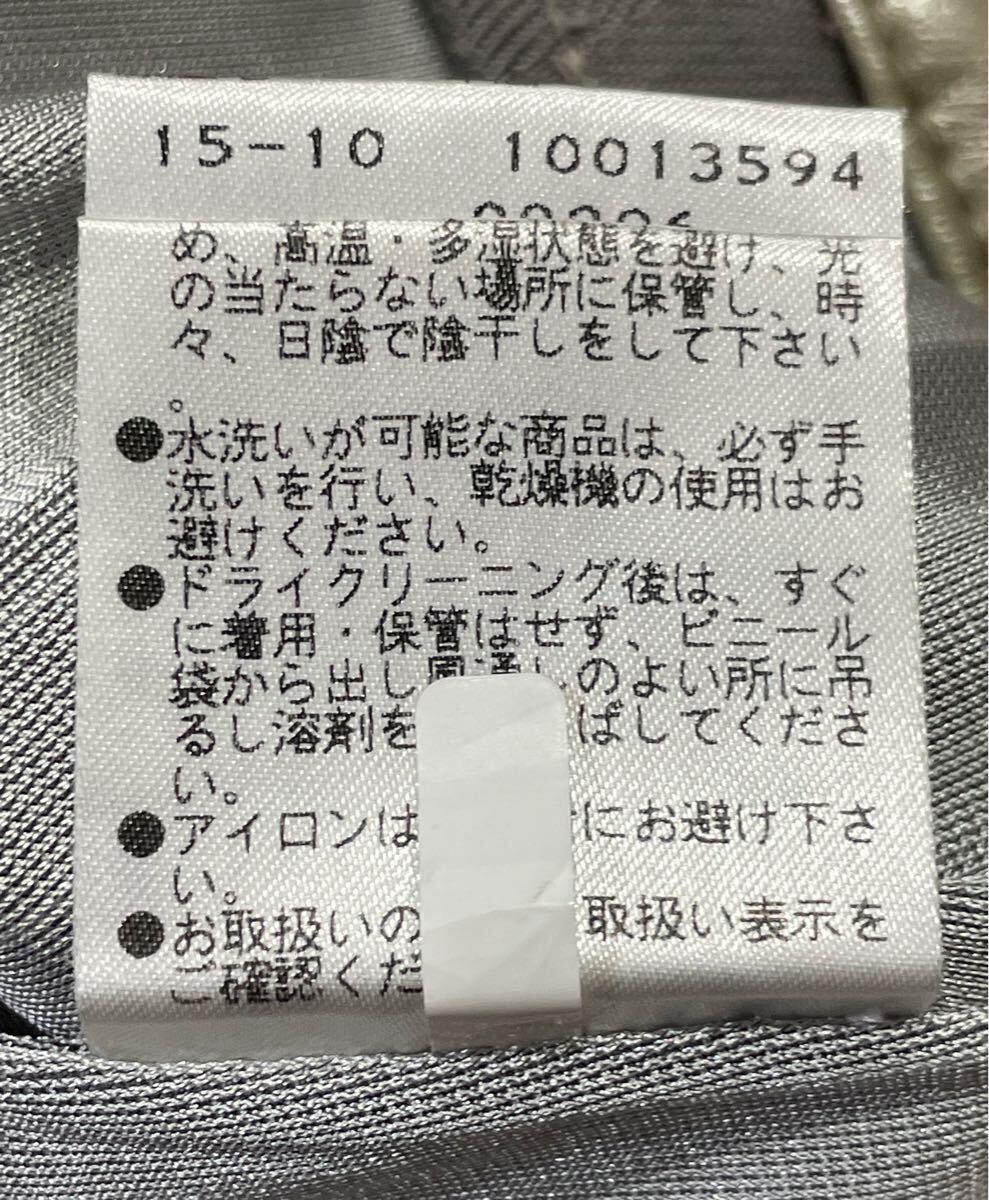 15-10 10013594
め、高温・多湿状態を避け、光
の当たらない場所に保管し、時
々、日陰で陰干しをして下さい
。
●水洗いが可能な商品は、必ず手
洗いを行い、乾燥機の使用はお
避けください。
●ドライクリーニング後は、すぐ
に着用・保管はせず、ビニール
袋から出し風通しのよい所に吊
るし溶剤を ばしてくださ
い。
●アイロンは にお避け下さ
い。
●お取扱いの 取扱い表示を
ご確認くだ